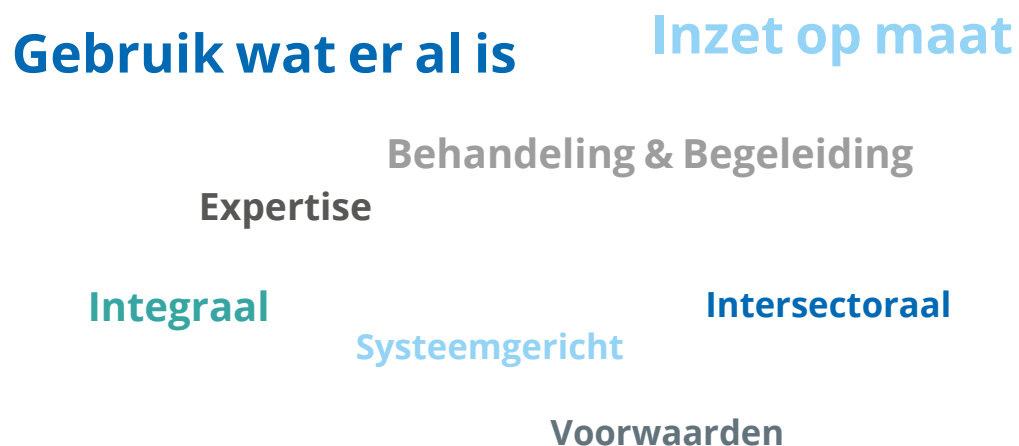 Gebruik wat er al is
Inzet op maat
Behandeling & Begeleiding
Expertise
Integraal
Intersectoraal
Systeemgericht
Voorwaarden